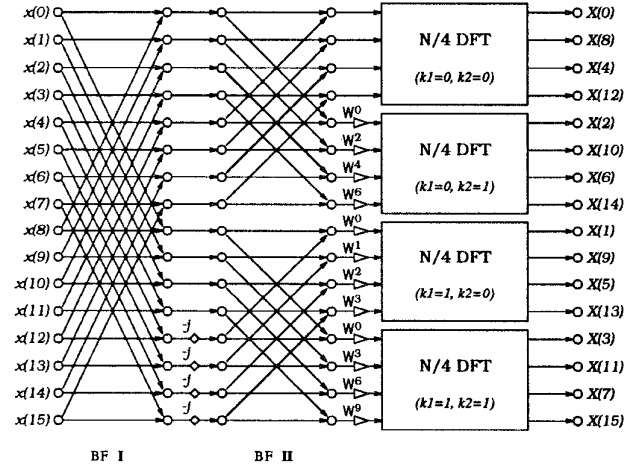 x(0) X(0)
x(1) N/4 DFT X(8)
x(2) (k1=0, k2=0) X(4)
x(3) X(12)
x(4) W⁰ X(2)
x(5) W² N/4 DFT X(10)
x(6) W⁴ (k1=0, k2=1) X(6)
x(7) W⁶ X(14)
x(8) W⁰ X(1)
x(9) W¹ N/4 DFT X(9)
x(10) W² (k1=1, k2=0) X(5)
x(11) W³ X(13)
x(12) -j W⁰ X(3)
x(13) -j W³ N/4 DFT X(11)
x(14) -j W⁶ (k1=1, k2=1) X(7)
x(15) -j W⁹ X(15)
BF I BF II